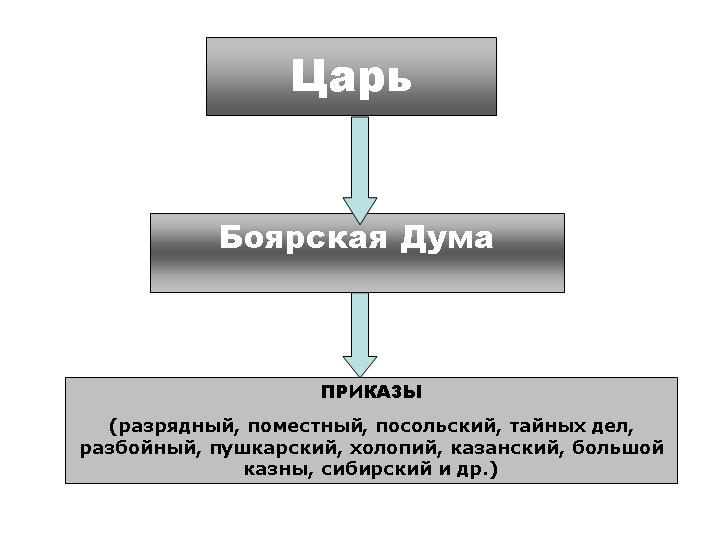 Царь
Боярская Дума
ПРИКАЗЫ
(разрядный, поместный, посольский, тайных дел,
разбойный, пушкарский, холопий, казанский, большой
казны, сибирский и др.)